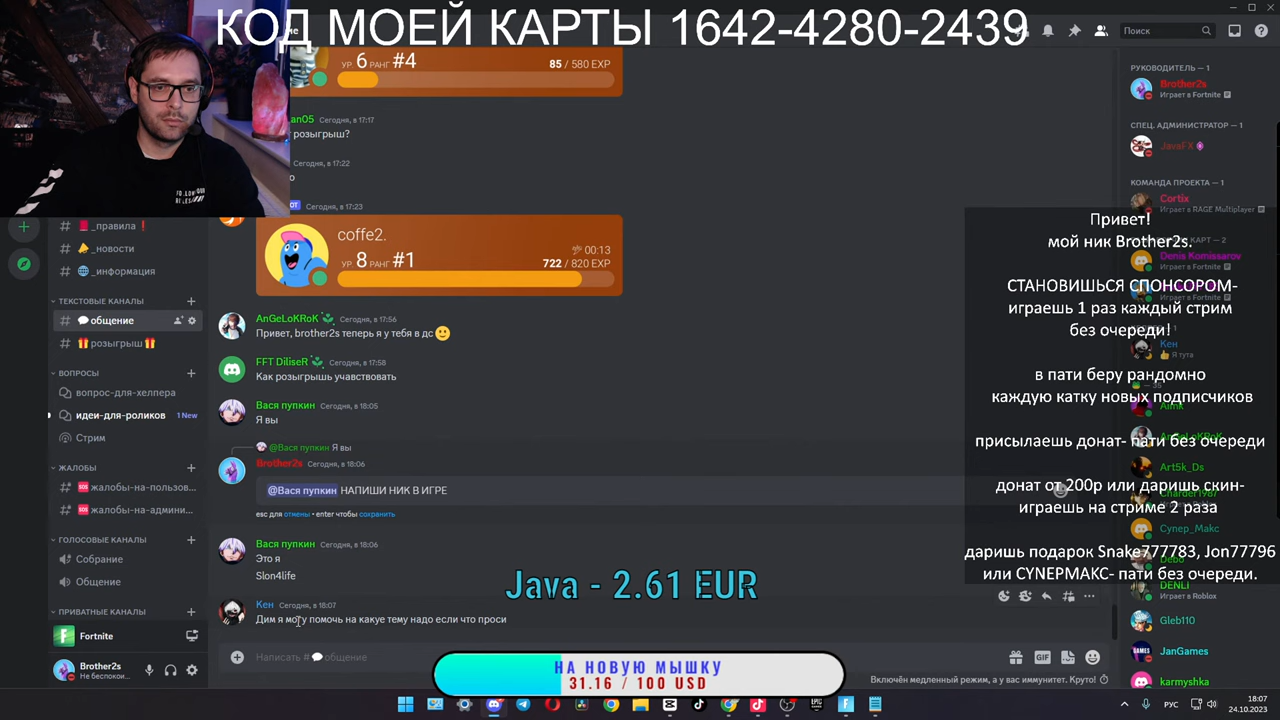 КОД МОЕЙ КАРТЫ 1642-4280-2439
Поиск
УР. 6 РАНГ #4
85 / 580 EXP
Сегодня, в 17:17
розыгрыш?
Сегодня, в 17:22
Сегодня, в 17:23
coffe2.
00:13
УР. 8 РАНГ #1
722 / 820 EXP
AnGeLoKRoK Сегодня, в 17:56
Привет, brother2s теперь я у тебя в дс
FFT DiliseR Сегодня, в 17:58
Как розыгрышь учавствовать
Вася пупкин Сегодня, в 18:05
Я вы
@Вася пупкин Я вы
Brother2s Сегодня, в 18:06
@Вася пупкин НАПИШИ НИК В ИГРЕ
esc для отмены • enter чтобы сохранить
Вася пупкин Сегодня, в 18:06
Это я
Slon4life
Кен Сегодня, в 18:07
Дим я могу помочь на какуе тему надо если что проси
Написать # общение
Java - 2.61 EUR
НА НОВУЮ МЫШКУ
31.16 / 100 USD
Включён медленный режим, а у вас иммунитет. Круто!
_правила
_новости
_информация
ТЕКСТОВЫЕ КАНАЛЫ
общение
розыгрыш
ВОПРОСЫ
вопрос-для-хелпера
идеи-для-роликов 1 New
Стрим
ЖАЛОБЫ
жалобы-на-пользов...
жалобы-на-админи...
ГОЛОСОВЫЕ КАНАЛЫ
Собрание
Общение
ПРИВАТНЫЕ КАНАЛЫ
Fortnite
Brother2s
Не беспокои...
РУКОВОДИТЕЛЬ — 1
Brother2s
Играет в Fortnite
СПЕЦ. АДМИНИСТРАТОР — 1
JavaFX
КОМАНДА ПРОЕКТА — 1
Cortix
Играет в RAGE Multiplayer
Denis Komissarov
Играет в Fortnite
Кен
Я тута
AnGeLoKRoK
Art5k_Ds
Charder1987
Супер_Макс
DENLI
Играет в Roblox
Gleb110
JanGames
karmyshka
Привет!
мой ник Brother2s.
СТАНОВИШЬСЯ СПОНСОРОМ-
играешь 1 раз каждый стрим
без очереди!
в пати беру рандомно
каждую катку новых подписчиков
присылаешь донат- пати без очереди
донат от 200р или даришь скин-
играешь на стриме 2 раза
даришь подарок Snake777783, Jon77796
или СYNEPMAKC- пати без очереди.
GIF
РУС
18:07
24.10.2023